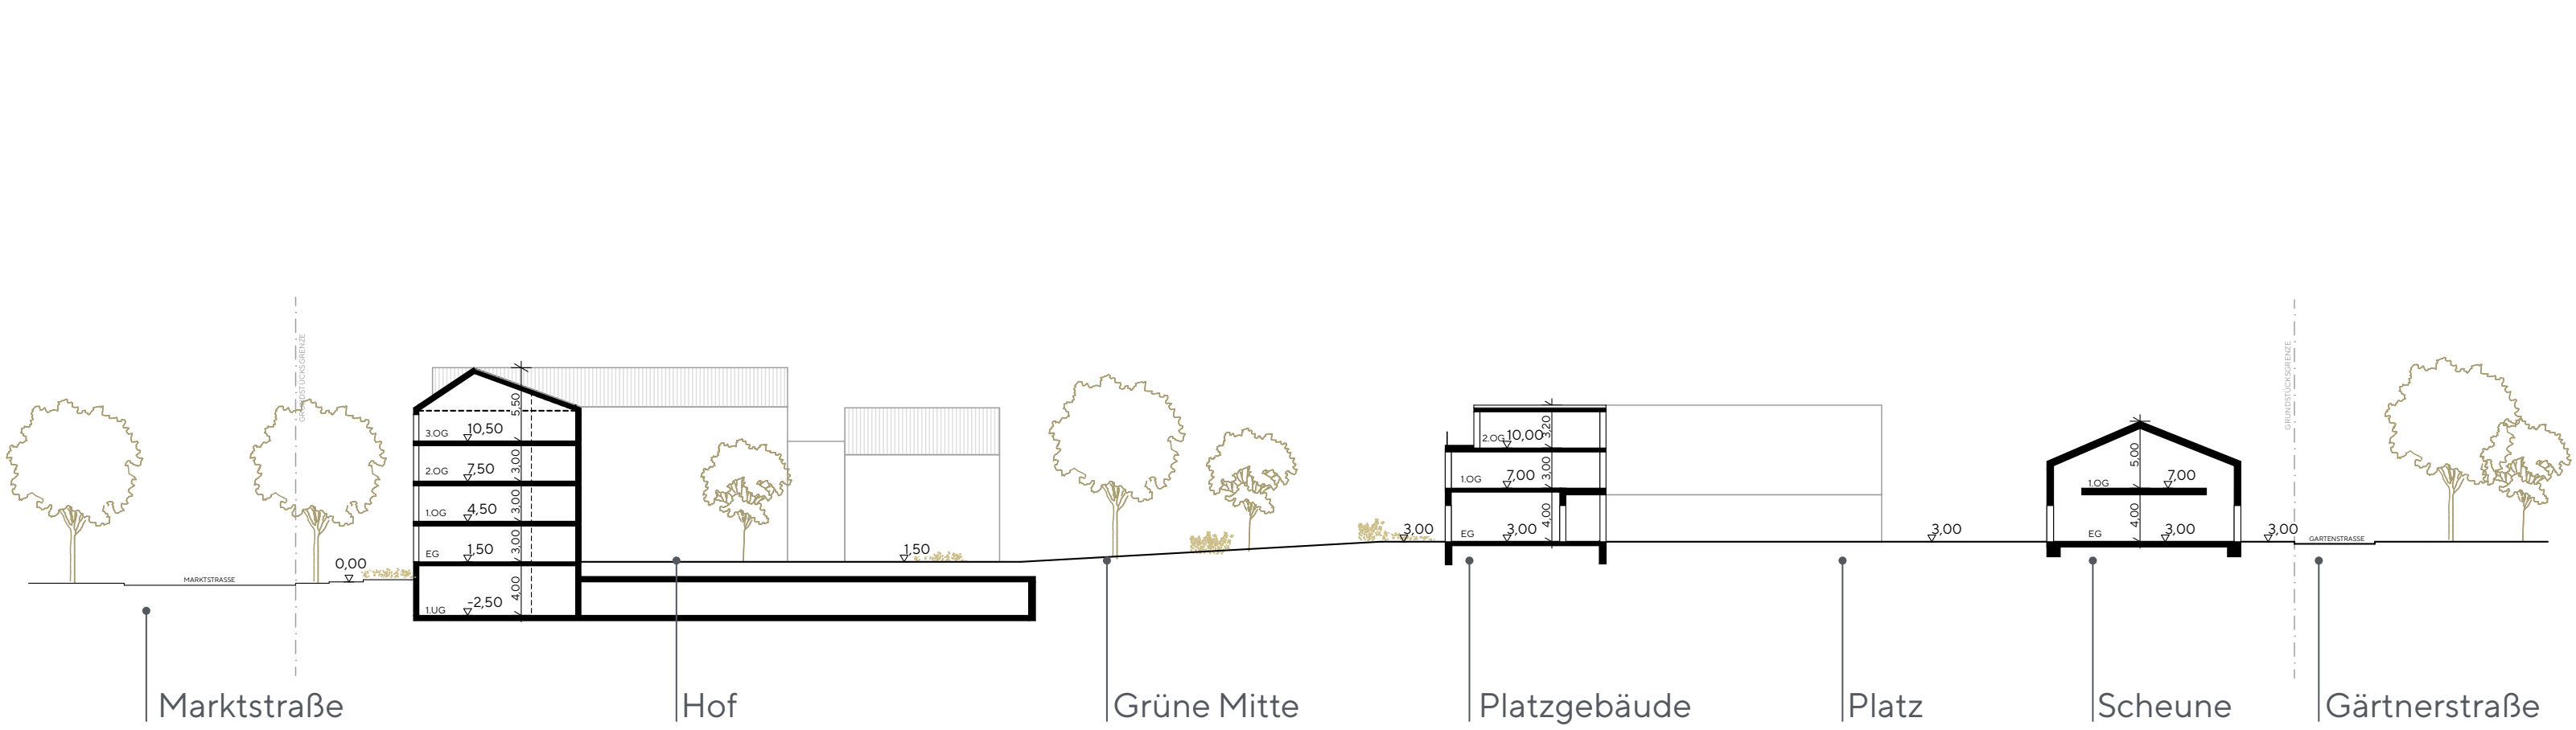 GRUNDSTÜCKSGRENZE
MARKTSTRASSE
0,00
5,50
3.OG 10,50
3,00
2.OG 7,50
3,00
1.OG 4,50
3,00
EG 1,50
4,00
1.UG -2,50
1,50
3,00
3,20
2.OG 10,00
3,00
1.OG 7,00
4,00
EG 3,00
3,00
5,00
1.OG 7,00
4,00
EG 3,00
3,00
GRUNDSTÜCKSGRENZE
GARTENSTRASSE
Marktstraße
Hof
Grüne Mitte
Platzgebäude
Platz
Scheune
Gärtnerstraße